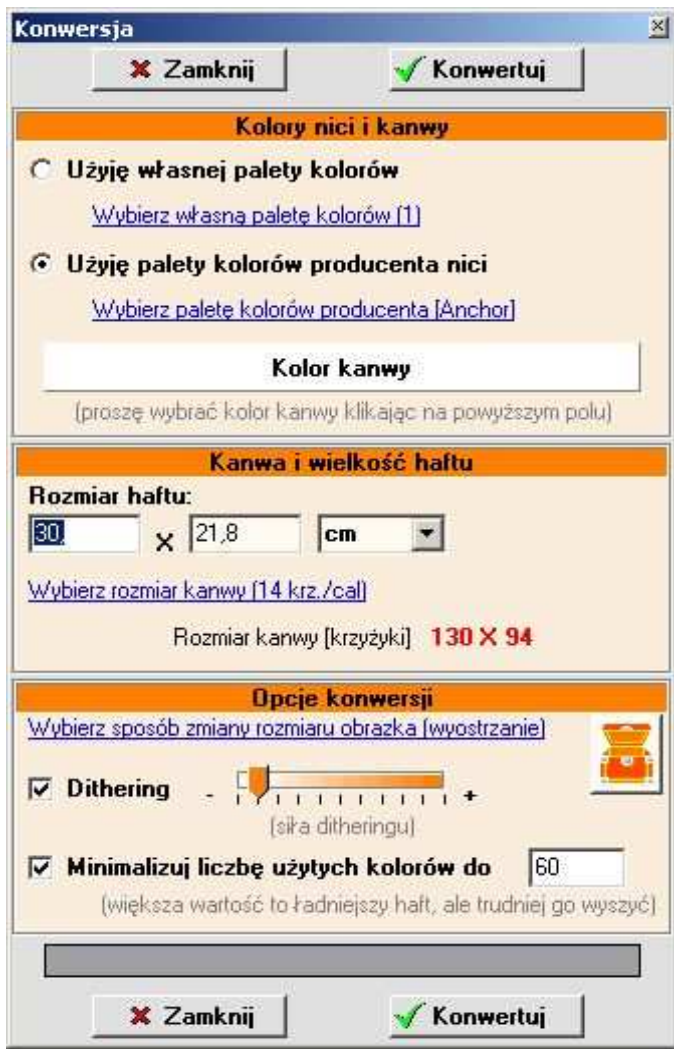 Konwersja
Zamknij Konwertuj
Kolory nici i kanwy
Użyję własnej palety kolorów
Wybierz własną paletę kolorów (1)
Użyję palety kolorów producenta nici
Wybierz paletę kolorów producenta [Anchor]
Kolor kanwy
(proszę wybrać kolor kanwy klikając na powyższym polu)
Kanwa i wielkość haftu
Rozmiar haftu:
30, X 21,8 cm
Wybierz rozmiar kanwy (14 krz./cal)
Rozmiar kanwy [krzyżyki] 130 X 94
Opcje konwersji
Wybierz sposób zmiany rozmiaru obrazka (wyostrzanie)
Dithering - +
(siła ditheringu)
Minimalizuj liczbę użytych kolorów do 60
(większa wartość to ładniejszy haft, ale trudniej go wyszyć)
Zamknij Konwertuj